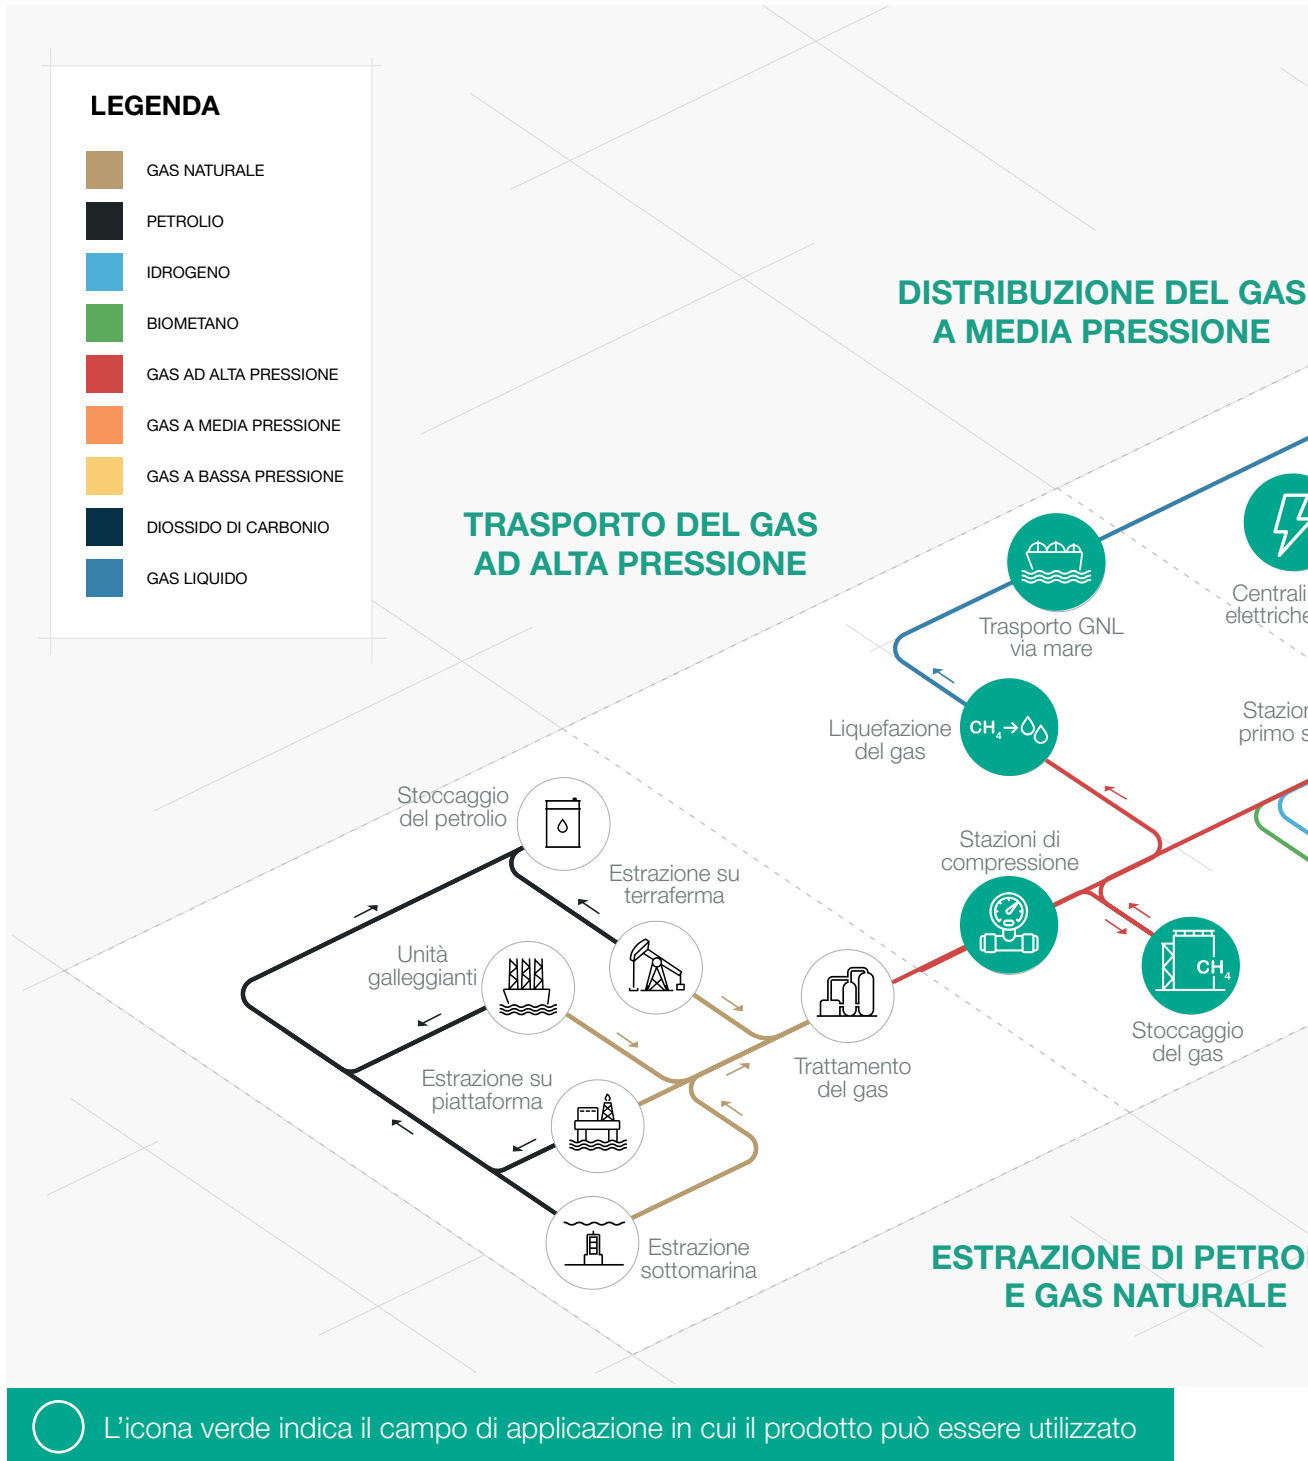 LEGENDA
GAS NATURALE
PETROLIO
IDROGENO
BIOMETANO
GAS AD ALTA PRESSIONE
GAS A MEDIA PRESSIONE
GAS A BASSA PRESSIONE
DIOSSIDO DI CARBONIO
GAS LIQUIDO
DISTRIBUZIONE DEL GAS
A MEDIA PRESSIONE
TRASPORTO DEL GAS
AD ALTA PRESSIONE
Centrali
elettriche
Trasporto GNL
via mare
Liquefazione
del gas
CH₄→
primo
Stoccaggio
del petrolio
Stazioni di
compressione
Estrazione su
terraferma
Unità
galleggianti
CH₄
Stoccaggio
del gas
Trattamento
del gas
Estrazione su
piattaforma
Estrazione
sottomarina
ESTRAZIONE DI
E GAS NATURALE
L'icona verde indica il campo di applicazione in cui il prodotto può essere utilizzato